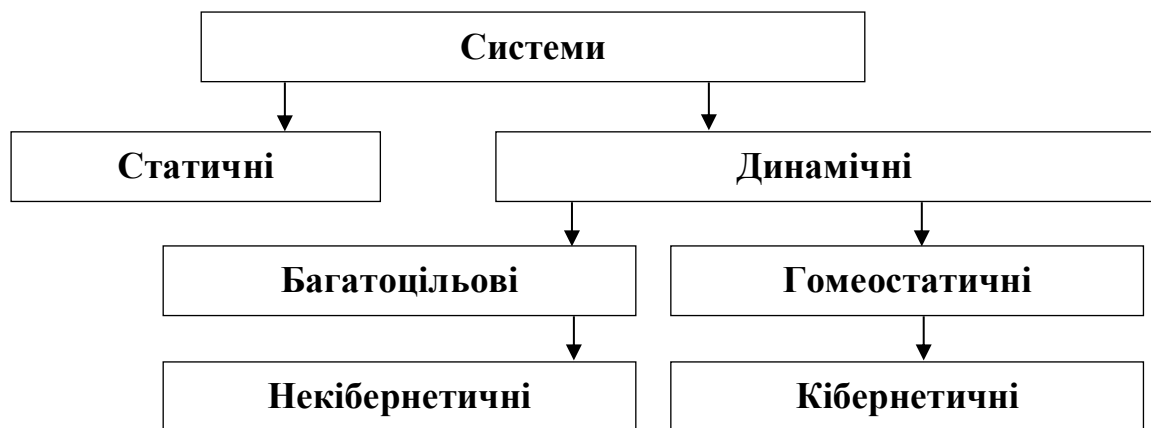 Системи
Статичні
Динамічні
Багатоцільові
Гомеостатичні
Некібернетичні
Кібернетичні